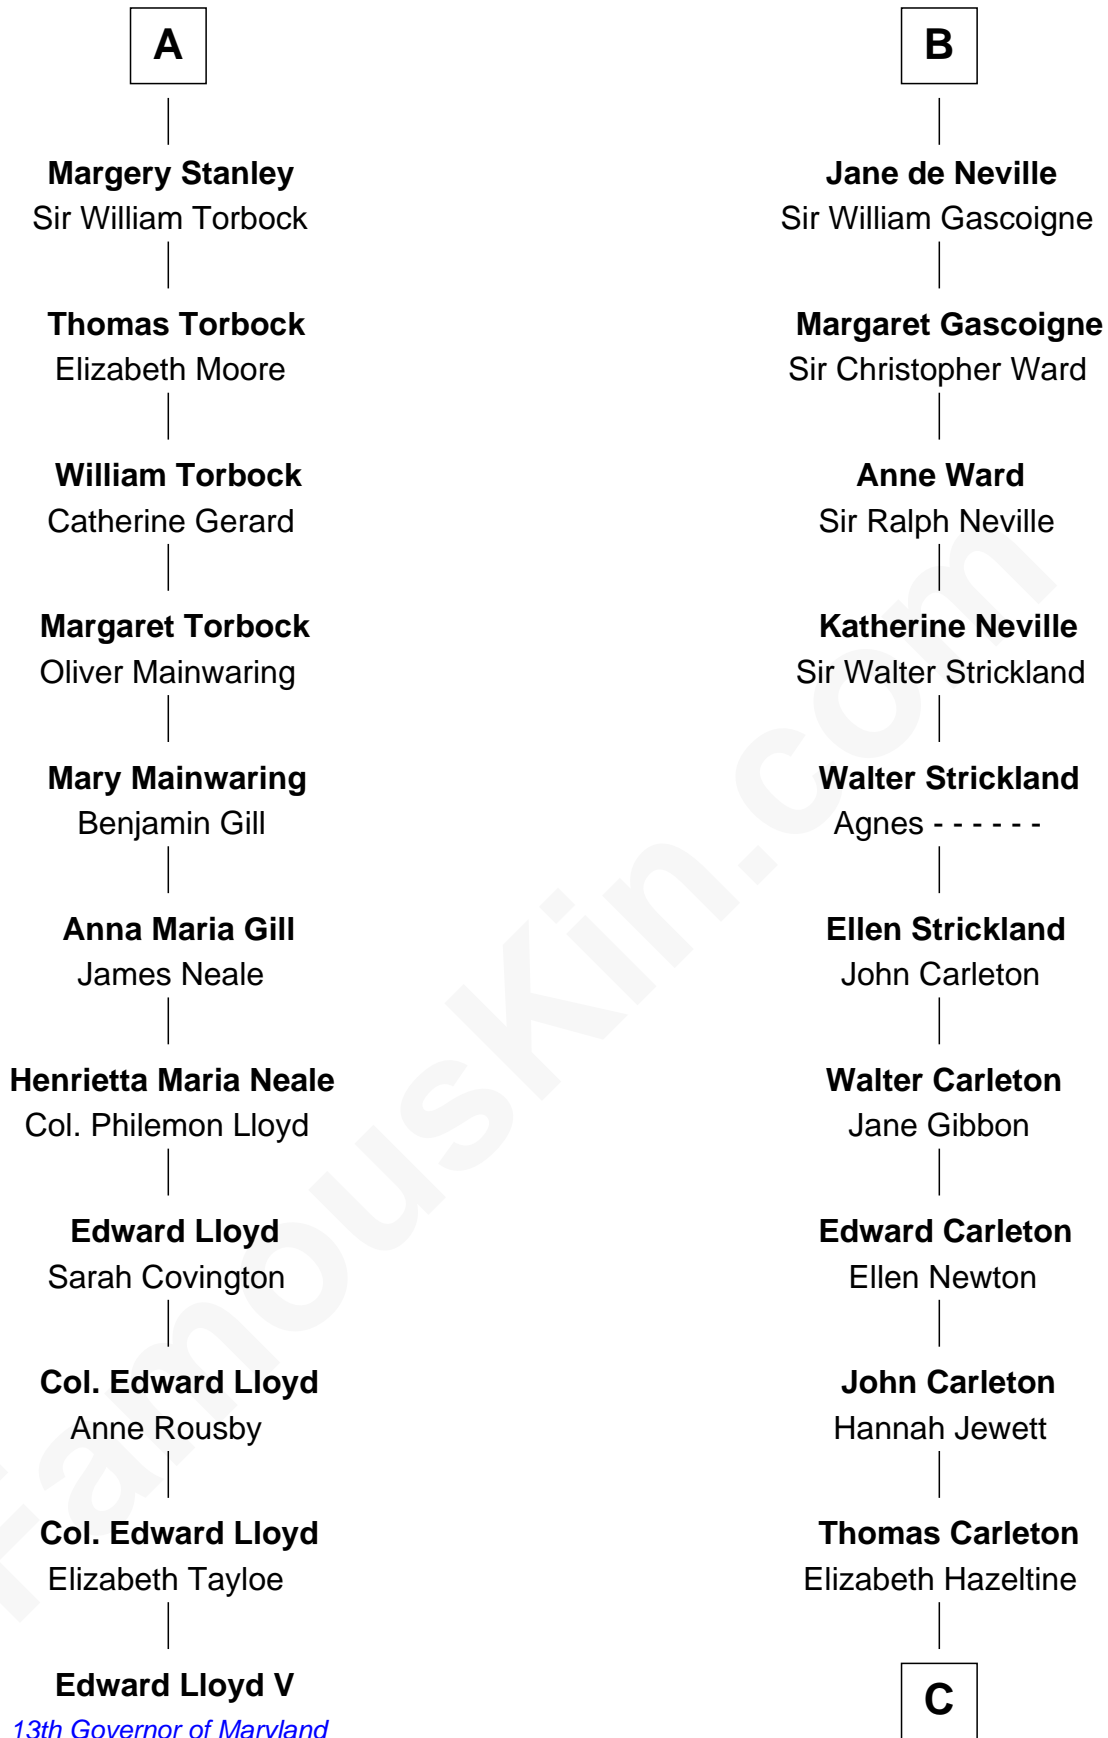 A
Margery Stanley
Sir William Torbock
Thomas Torbock
Elizabeth Moore
William Torbock
Catherine Gerard
Margaret Torbock
Oliver Mainwaring
Mary Mainwaring
Benjamin Gill
Anna Maria Gill
James Neale
Henrietta Maria Neale
Col. Philemon Lloyd
Edward Lloyd
Sarah Covington
Col. Edward Lloyd
Anne Rousby
Col. Edward Lloyd
Elizabeth Tayloe
Edward Lloyd V
13th Governor of Maryland
B
Jane de Neville
Sir William Gascoigne
Margaret Gascoigne
Sir Christopher Ward
Anne Ward
Sir Ralph Neville
Katherine Neville
Sir Walter Strickland
Walter Strickland
Agnes - - - - - -
Ellen Strickland
John Carleton
Walter Carleton
Jane Gibbon
Edward Carleton
Ellen Newton
John Carleton
Hannah Jewett
Thomas Carleton
Elizabeth Hazeltine
C
FamousKin.com